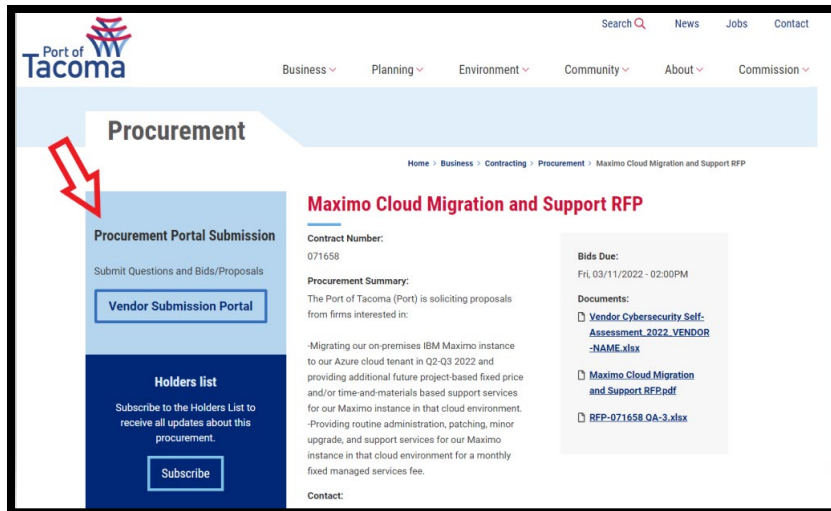 Search News Jobs Contact
Port of
Tacoma
Business Planning Environment Community About Commission
Procurement
Home > Business > Contracting > Procurement > Maximo Cloud Migration and Support RFP
Procurement Portal Submission
Submit Questions and Bids/Proposals
Vendor Submission Portal
Holders list
Subscribe to the Holders List to
receive all updates about this
procurement.
Subscribe
Maximo Cloud Migration and Support RFP
Contract Number:
071658
Procurement Summary:
The Port of Tacoma (Port) is soliciting proposals
from firms interested in:
-Migrating our on-premises IBM Maximo instance
to our Azure cloud tenant in Q2-Q3 2022 and
providing additional future project-based fixed price
and/or time-and-materials based support services
for our Maximo instance in that cloud environment.
-Providing routine administration, patching, minor
upgrade, and support services for our Maximo
instance in that cloud environment for a monthly
fixed managed services fee.
Contact:
Bids Due:
Fri, 03/11/2022 - 02:00PM
Documents:
Vendor Cybersecurity Self-
Assessment_2022_VENDOR
-NAME.xlsx
Maximo Cloud Migration
and Support RFP.pdf
RFP-071658 QA-3.xlsx